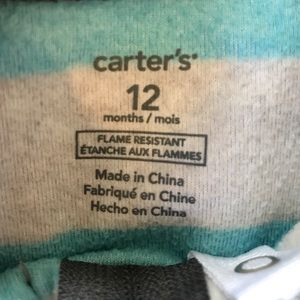 carter's
12
months / mois
FLAME RESISTANT
ÉTANCHE AUX FLAMMES
Made in China
Fabriqué en Chine
Hecho en China